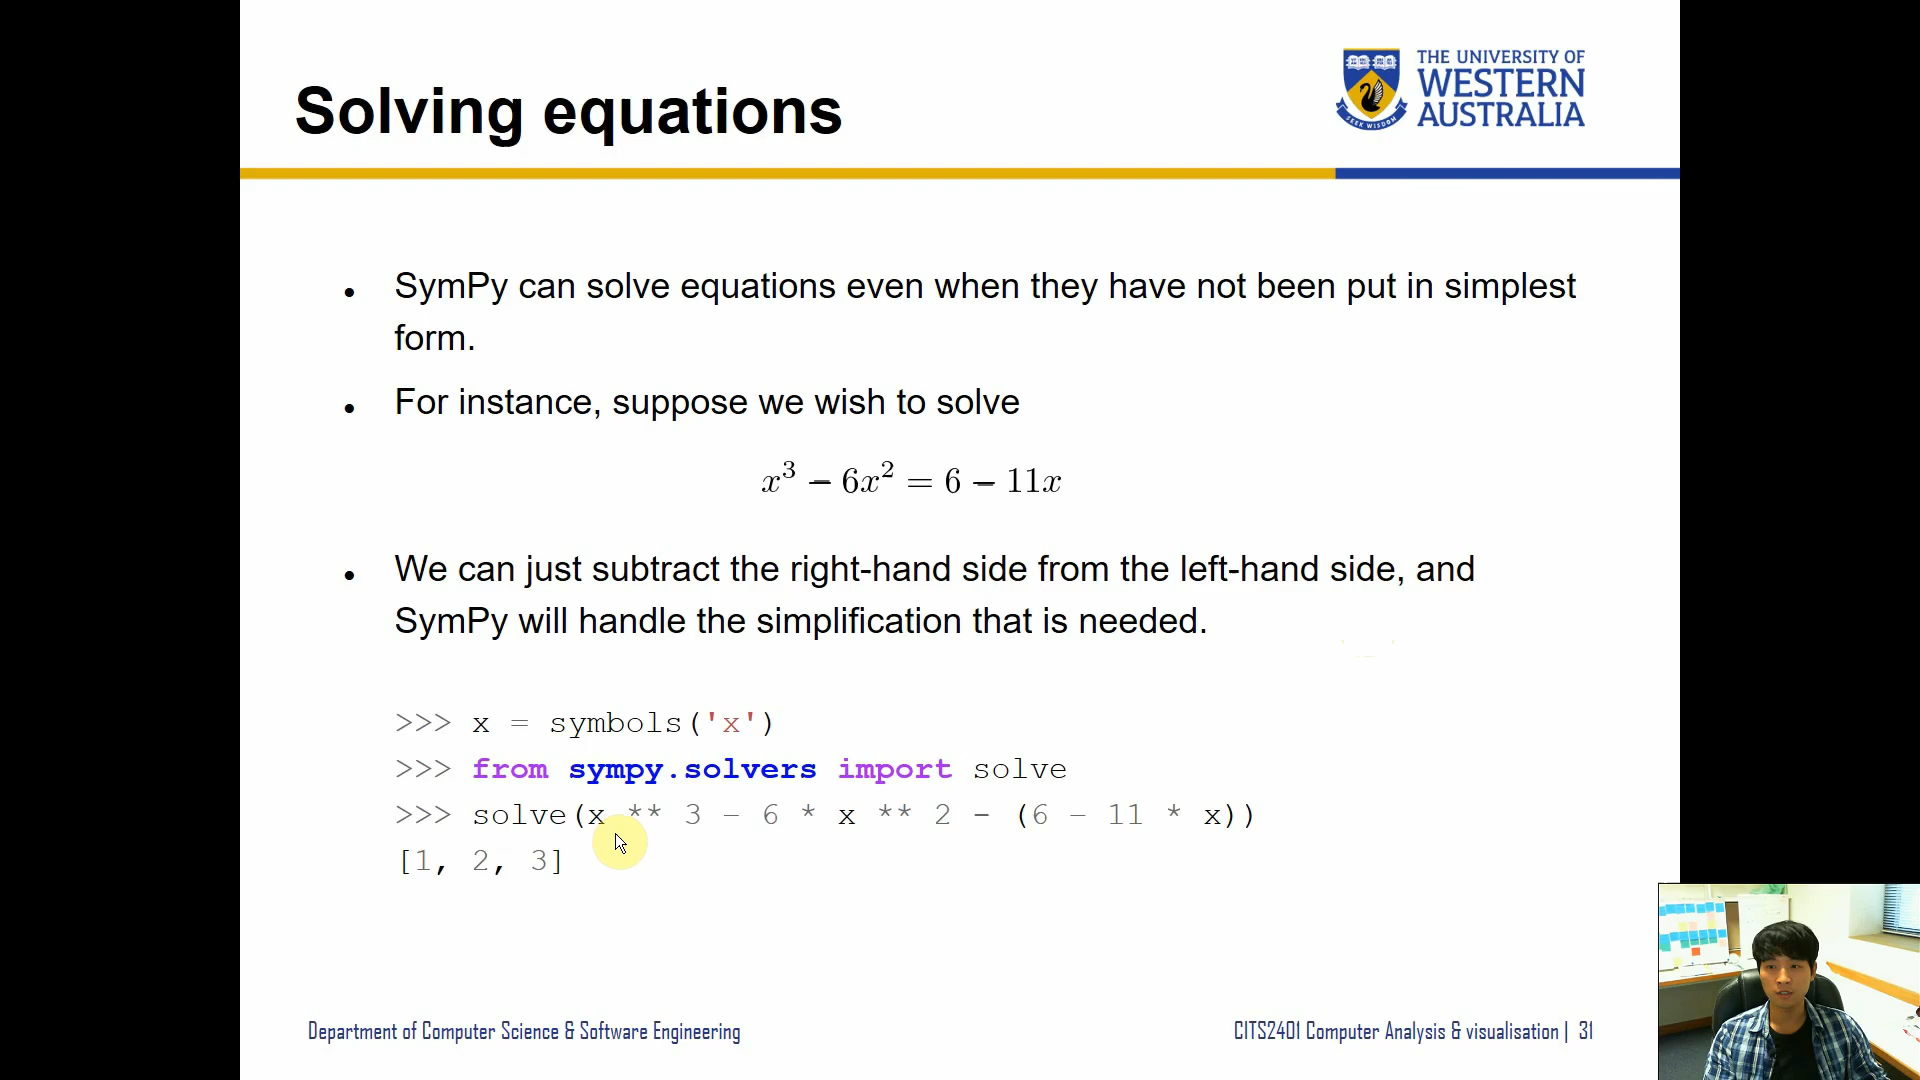 Solving equations
THE UNIVERSITY OF
WESTERN
AUSTRALIA
SEEK WISDOM
• SymPy can solve equations even when they have not been put in simplest
form.
• For instance, suppose we wish to solve
x³ − 6x² = 6 − 11x
• We can just subtract the right-hand side from the left-hand side, and
SymPy will handle the simplification that is needed.
>>> x = symbols('x')
>>> from sympy.solvers import solve
>>> solve(x ** 3 – 6 * x ** 2 - (6 – 11 * x))
[1, 2, 3]
Department of Computer Science & Software Engineering
CITS2401 Computer Analysis & visualisation | 31